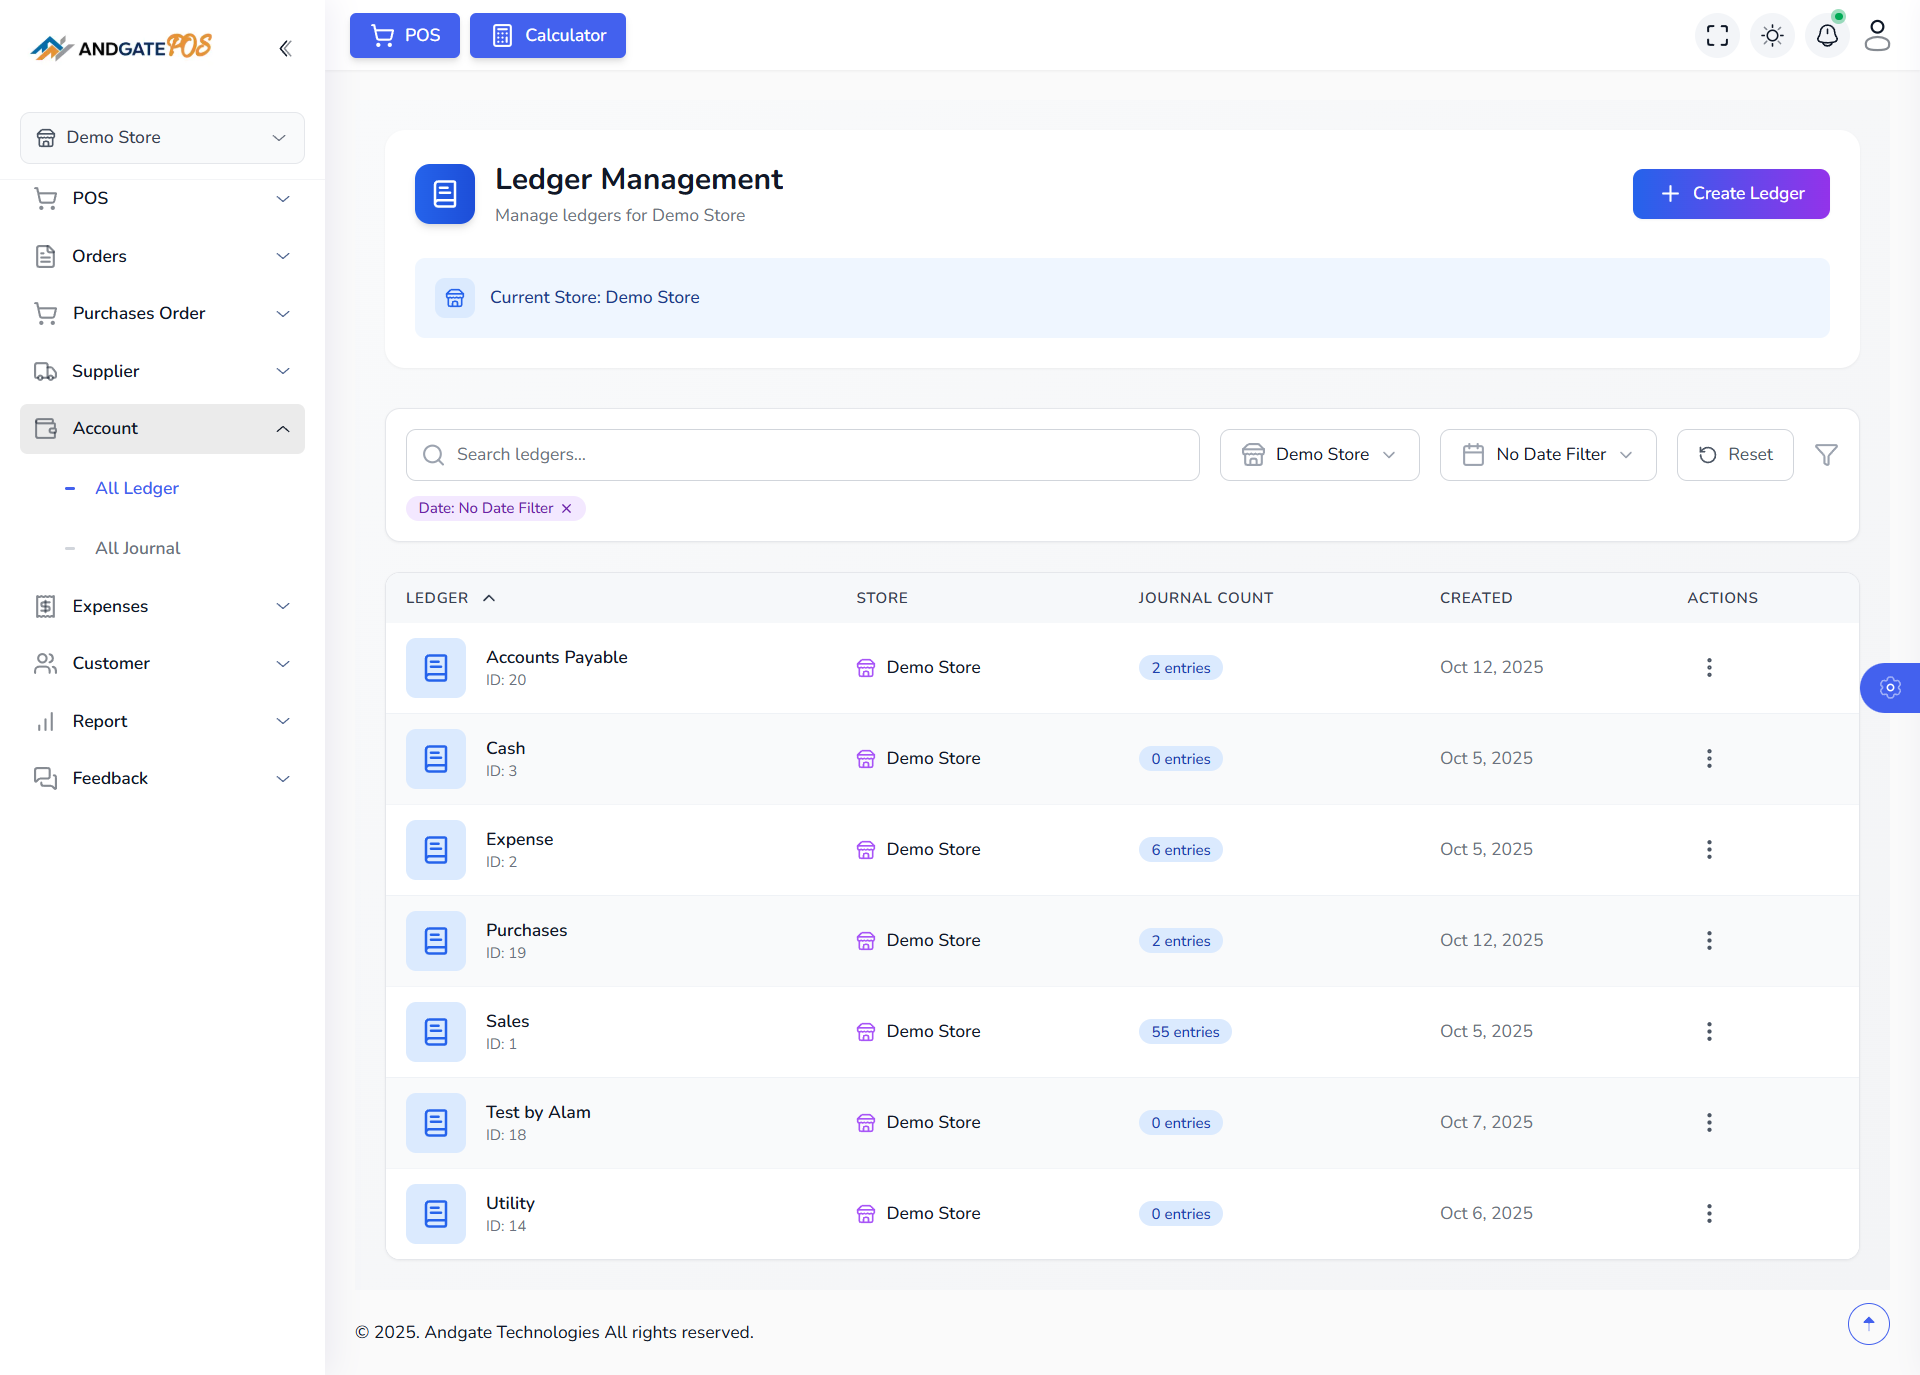 ANDGATE POS
POS
Calculator
Demo Store
POS
Orders
Purchases Order
Supplier
Account
All Ledger
All Journal
Expenses
Customer
Report
Feedback
Ledger Management
Manage ledgers for Demo Store
Create Ledger
Current Store: Demo Store
Search ledgers...
Demo Store
No Date Filter
Reset
Date: No Date Filter ×
LEDGER STORE JOURNAL COUNT CREATED ACTIONS
Accounts Payable
ID: 20
Demo Store
2 entries
Oct 12, 2025
Cash
ID: 3
Demo Store
0 entries
Oct 5, 2025
Expense
ID: 2
Demo Store
6 entries
Oct 5, 2025
Purchases
ID: 19
Demo Store
2 entries
Oct 12, 2025
Sales
ID: 1
Demo Store
55 entries
Oct 5, 2025
Test by Alam
ID: 18
Demo Store
0 entries
Oct 7, 2025
Utility
ID: 14
Demo Store
0 entries
Oct 6, 2025
© 2025. Andgate Technologies All rights reserved.